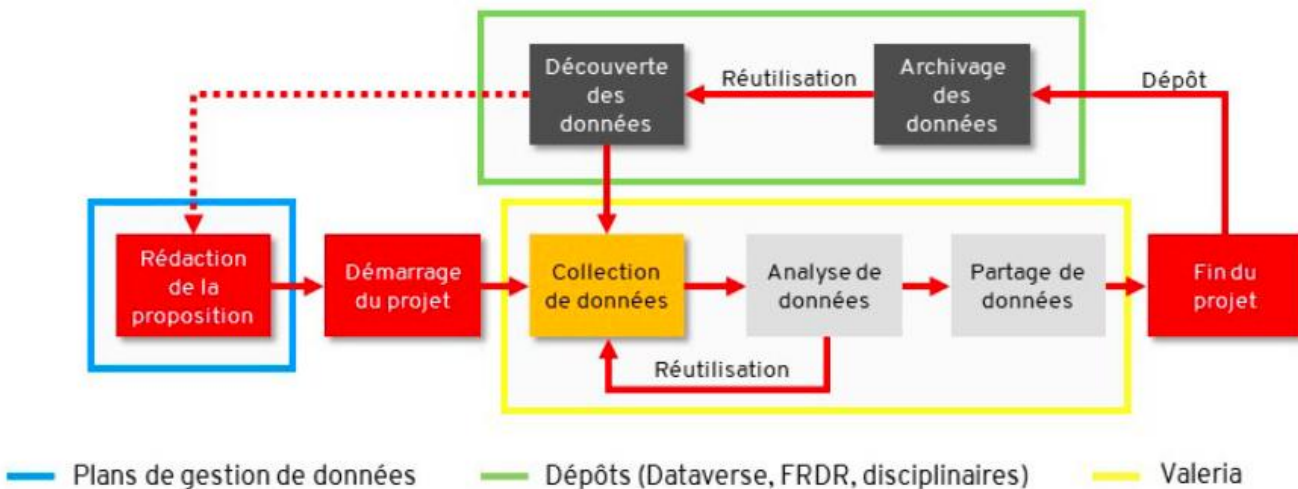 Découverte
des
données
Réutilisation
Archivage
des
données
Dépôt
Rédaction
de la
proposition
Démarrage
du projet
Collection
de données
Analyse de
données
Partage de
données
Fin du
projet
Réutilisation
Plans de gestion de données
Dépôts (Dataverse, FRDR, disciplinaires)
Valeria